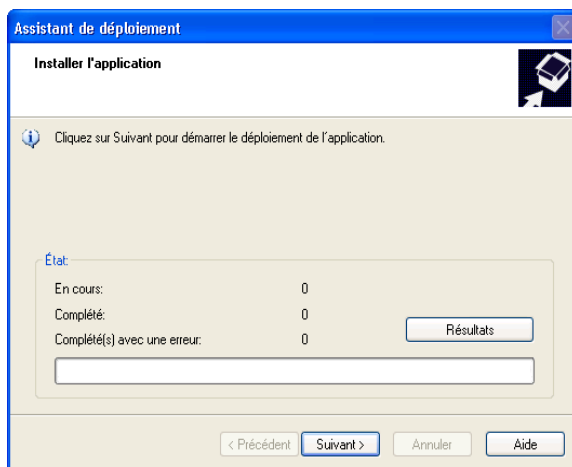 Assistant de déploiement
Installer l'application
Cliquez sur Suivant pour démarrer le déploiement de l'application.
État:
En cours: 0
Complété: 0
Complété(s) avec une erreur: 0
Résultats
< Précédent Suivant > Annuler Aide